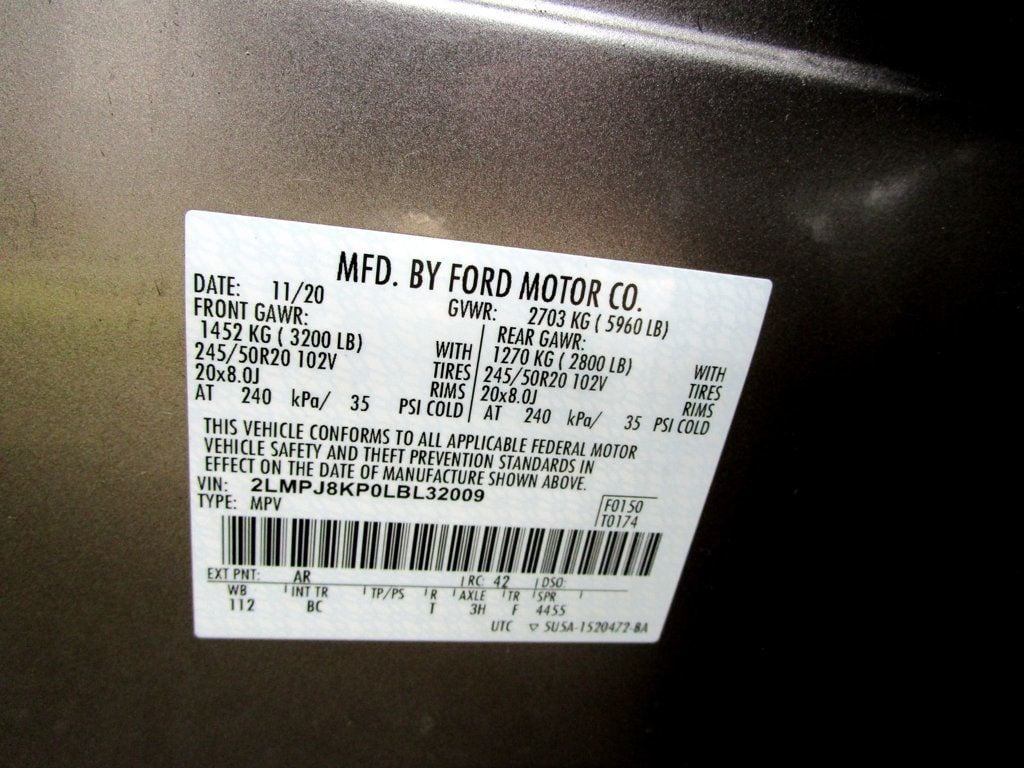 MFD. BY FORD MOTOR CO.
DATE: 11/20 GVWR: 2703 KG ( 5960 LB)
FRONT GAWR: REAR GAWR:
1452 KG ( 3200 LB) WITH 1270 KG ( 2800 LB) WITH
245/50R20 102V TIRES 245/50R20 102V TIRES
20x8.0J RIMS 20x8.0J RIMS
AT 240 kPa/ 35 PSI COLD AT 240 kPa/ 35 PSI COLD
THIS VEHICLE CONFORMS TO ALL APPLICABLE FEDERAL MOTOR
VEHICLE SAFETY AND THEFT PREVENTION STANDARDS IN
EFFECT ON THE DATE OF MANUFACTURE SHOWN ABOVE.
VIN: 2LMPJ8KP0LBL32009
TYPE: MPV
F0150
T0174
EXT PNT: AR RC: 42 DSO:
WB INT TR TP/PS R AXLE TR SPR
112 BC T 3H F 4455
UTC ▽ 5U5A-1520472-BA